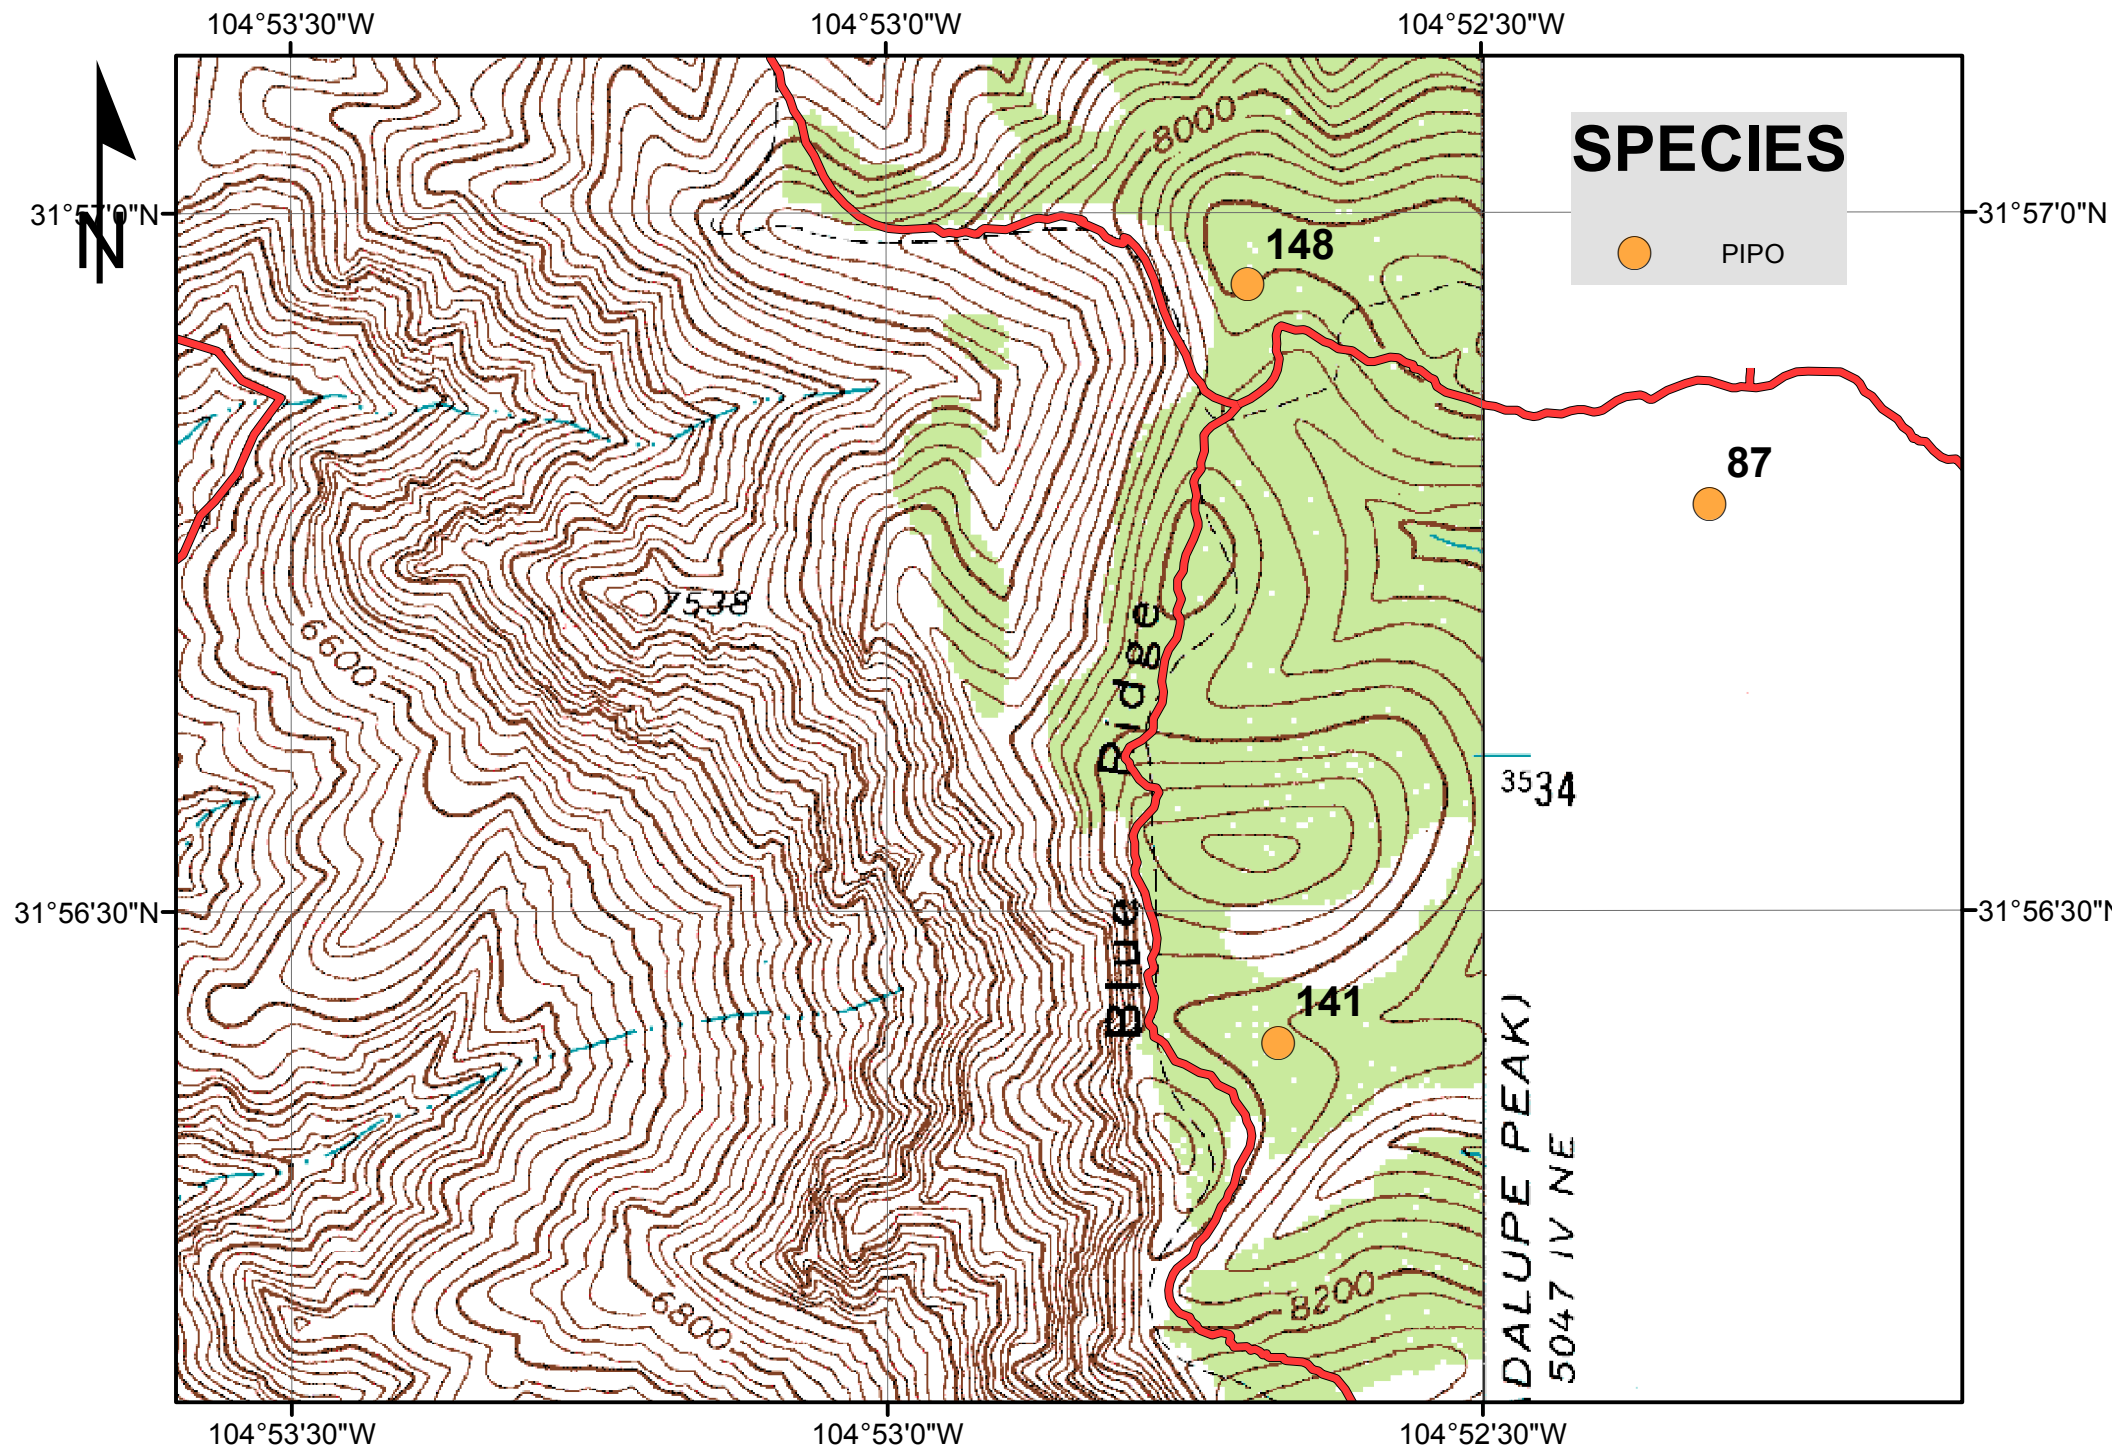 104°53'30"W
104°53'0"W
104°52'30"W
8000
SPECIES
31°57'0"N
31°57'0"N
N
148
PIPO
87
7538
6600
Blue Ridge
3534
31°56'30"N
31°56'30"N
141
DALUPE PEAK)
5047 IV NE
8200
6800
104°53'30"W
104°53'0"W
104°52'30"W